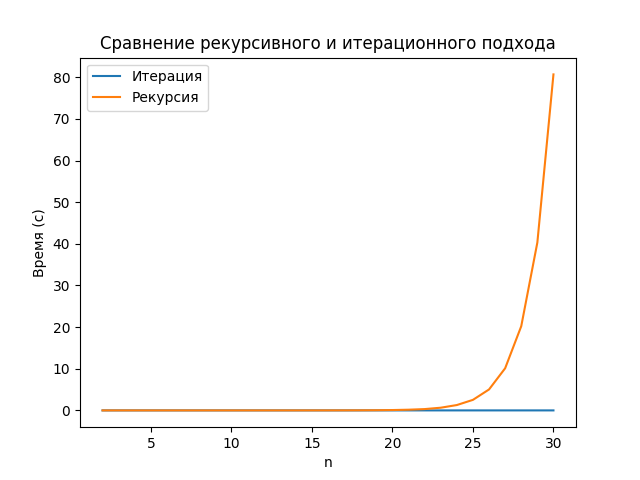 Сравнение рекурсивного и итерационного подхода
Итерация
Рекурсия
80
70
60
50
40
30
20
10
0
Время (с)
5 10 15 20 25 30
n